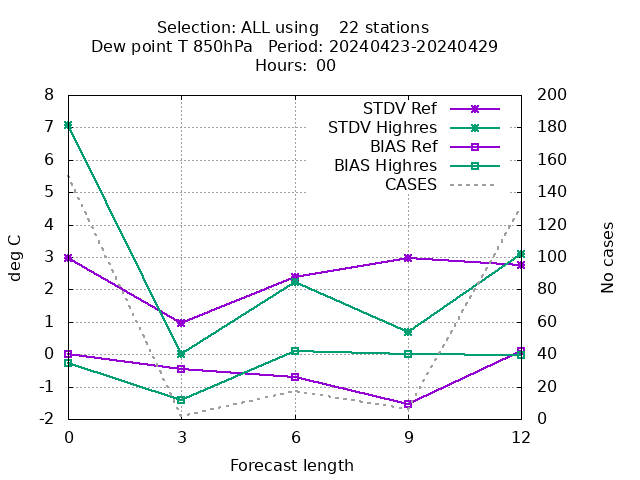 Selection: ALL using    22 stations
Dew point T 850hPa   Period: 20240423-20240429
Hours: 00
8
7
6
5
4
3
2
1
0
-1
-2
200
180
160
140
120
100
80
60
40
20
0
STDV Ref
STDV Highres
BIAS Ref
BIAS Highres
CASES
deg C
No cases
0 3 6 9 12
Forecast length